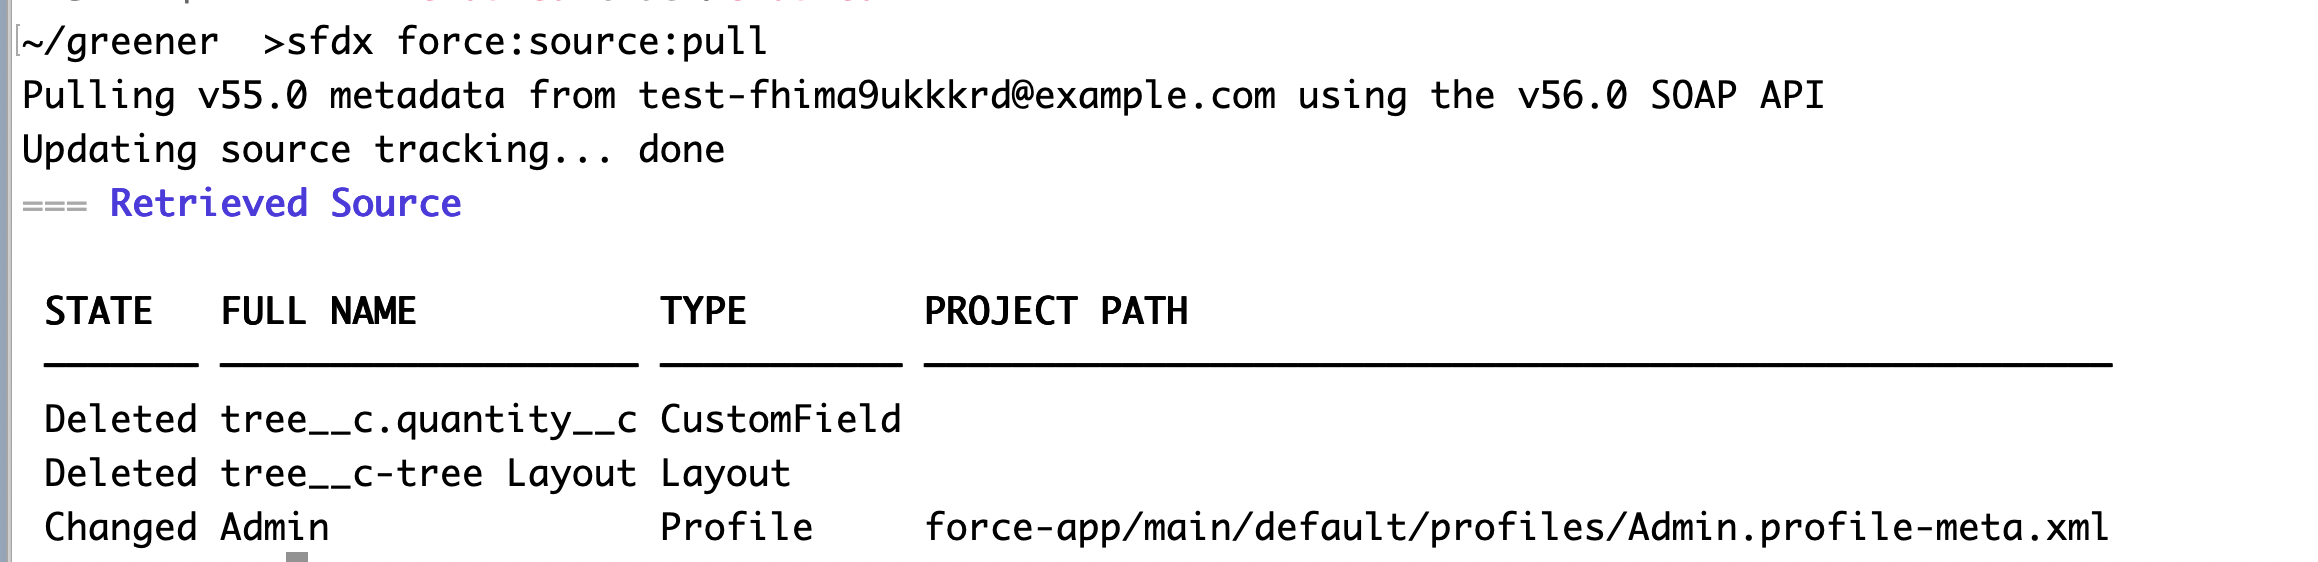 ~/greener  >sfdx force:source:pull
Pulling v55.0 metadata from test-fhima9ukkkrd@example.com using the v56.0 SOAP API
Updating source tracking... done
=== Retrieved Source
STATE   FULL NAME           TYPE        PROJECT PATH
Deleted tree__c.quantity__c CustomField
Deleted tree__c-tree Layout Layout
Changed Admin               Profile     force-app/main/default/profiles/Admin.profile-meta.xml